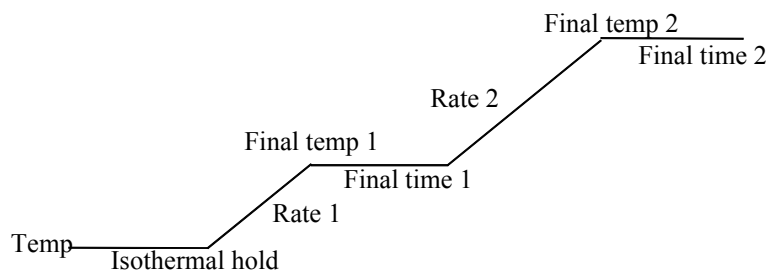 Final temp 2
Final time 2
Rate 2
Final temp 1
Final time 1
Rate 1
Temp
Isothermal hold